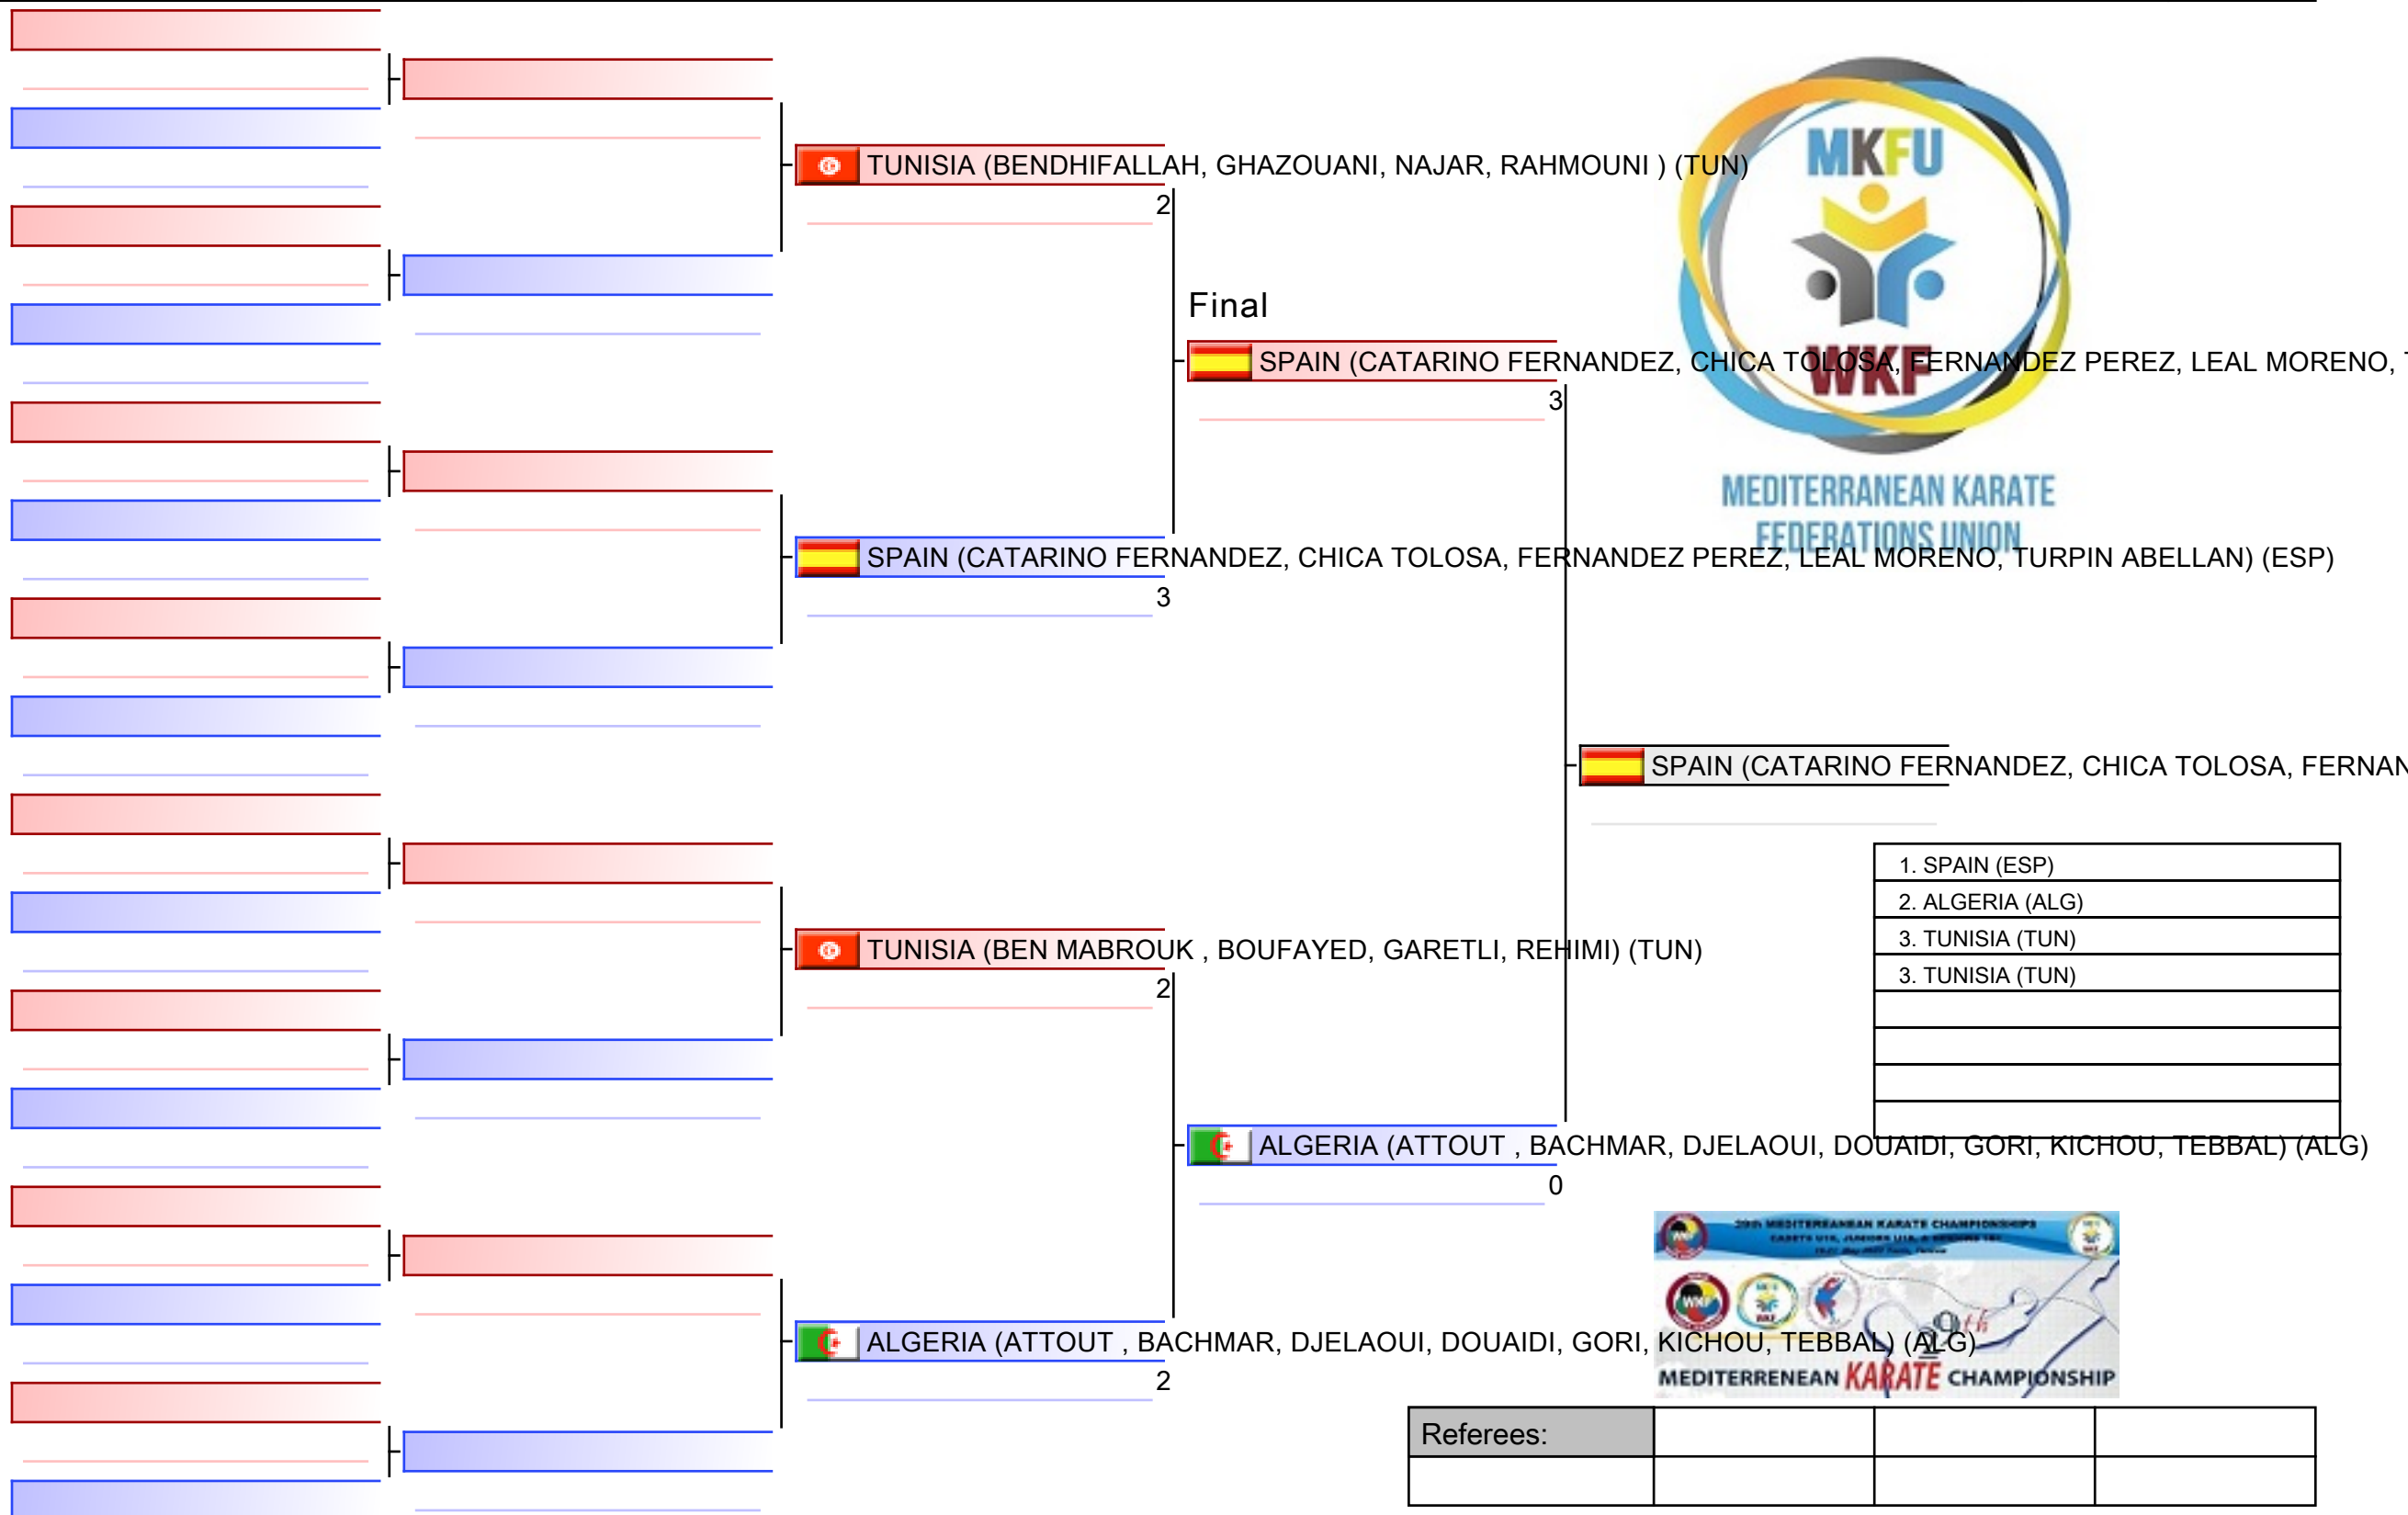 MKFU
TUNISIA (BENDHIFALLAH, GHAZOUANI, NAJAR, RAHMOUNI ) (TUN)
2
Final
SPAIN (CATARINO FERNANDEZ, CHICA TOLOSA, FERNANDEZ PEREZ, LEAL MORENO,
WKF
3
MEDITERRANEAN KARATE
FEDERATIONS UNION
SPAIN (CATARINO FERNANDEZ, CHICA TOLOSA, FERNANDEZ PEREZ, LEAL MORENO, TURPIN ABELLAN) (ESP)
3
SPAIN (CATARINO FERNANDEZ, CHICA TOLOSA, FERNAN
1. SPAIN (ESP)
2. ALGERIA (ALG)
3. TUNISIA (TUN)
3. TUNISIA (TUN)
TUNISIA (BEN MABROUK , BOUFAYED, GARETLI, REHIMI) (TUN)
2
ALGERIA (ATTOUT , BACHMAR, DJELAOUI, DOUAIDI, GORI, KICHOU, TEBBAL) (ALG)
0
MEDITERRANEAN KARATE CHAMPIONSHIPS
ALGERIA (ATTOUT , BACHMAR, DJELAOUI, DOUAIDI, GORI, KICHOU, TEBBAL) (ALG)
2
MEDITERRENEAN KARATE CHAMPIONSHIP
Referees: